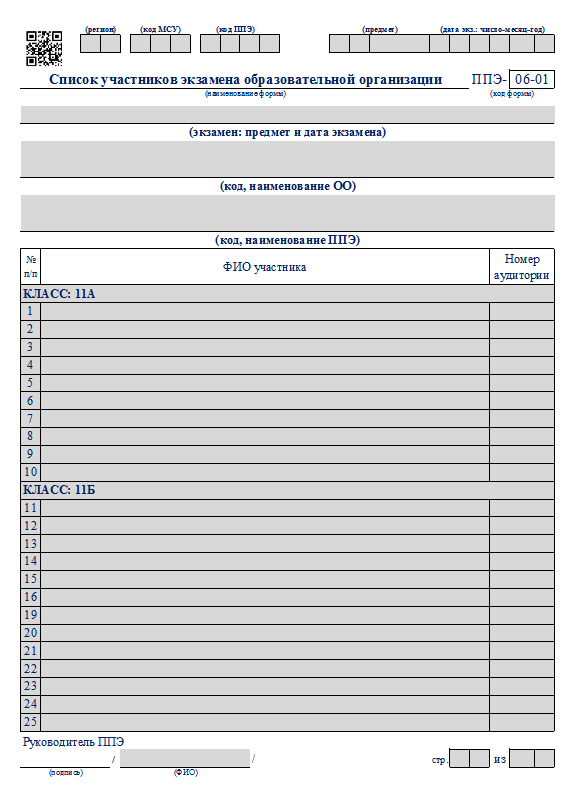 (регион) (код МСУ) (код ППЭ) (предмет) (дата экз.: число-месяц-год)
Список участников экзамена образовательной организации ППЭ- 06-01
(наименование формы) (код формы)
(экзамен: предмет и дата экзамена)
(код, наименование ОО)
(код, наименование ППЭ)
№ п/п ФИО участника Номер аудитории
КЛАСС: 11А
1
2
3
4
5
6
7
8
9
10
КЛАСС: 11Б
11
12
13
14
15
16
19
20
21
22
23
24
25
Руководитель ППЭ
/ / стр. из
(подпись) (ФИО)